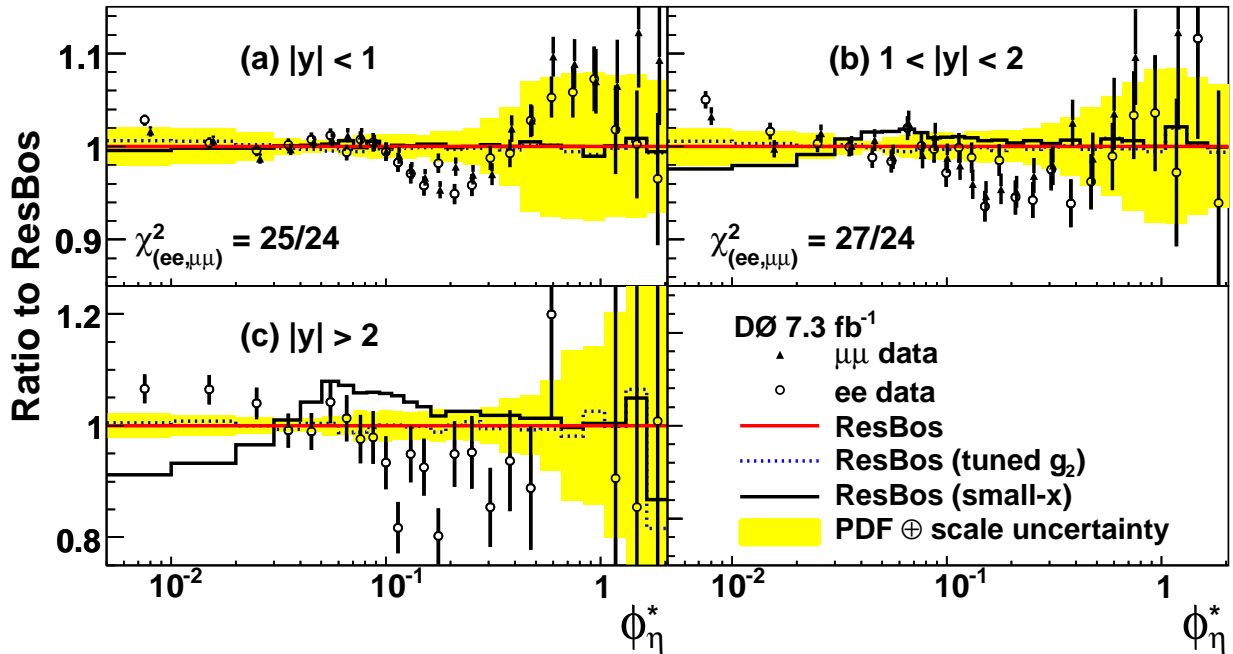 Ratio to ResBos
1.1
1
0.9
(a) |y| < 1
χ²(ee,μμ) = 25/24
(b) 1 < |y| < 2
χ²(ee,μμ) = 27/24
1.2
1
0.8
(c) |y| > 2
DØ 7.3 fb⁻¹
μμ data
ee data
ResBos
ResBos (tuned g₂)
ResBos (small-x)
PDF ⊕ scale uncertainty
10⁻² 10⁻¹ 1
10⁻² 10⁻¹ 1
ϕ*η
ϕ*η